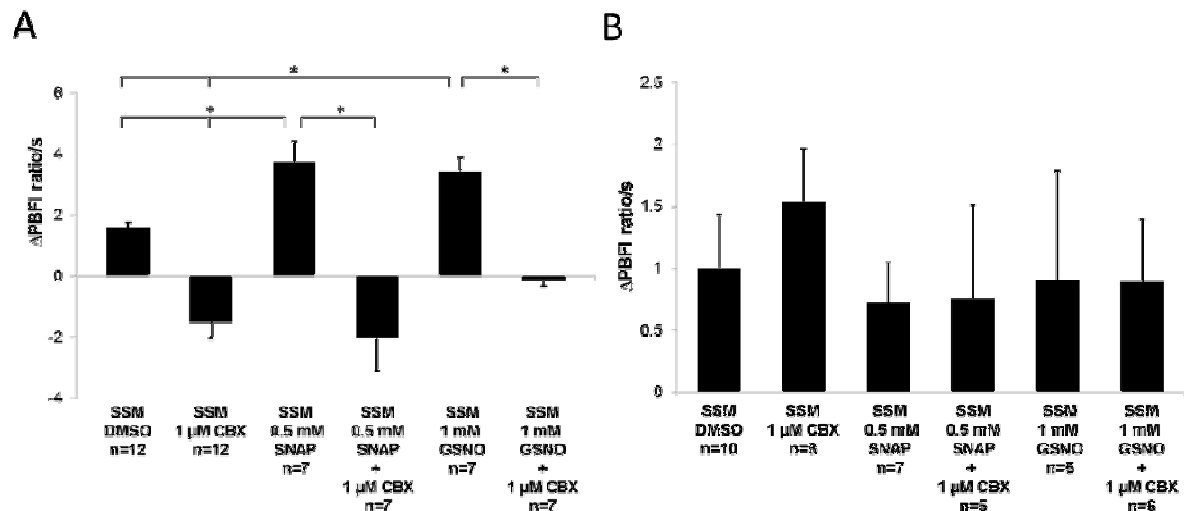 A
B
*
*
*
*
6
4
2
0
-2
-4
ΔPBFI ratio/s
SSM
DMSO
n=12
SSM
1 µM CBX
n=12
SSM
0.5 mM
SNAP
n=7
SSM
0.5 mM
SNAP
+
1 µM CBX
n=7
SSM
1 mM
GSNO
n=7
SSM
1 mM
GSNO
+
1 µM CBX
n=7
2.5
2
1.5
1
0.5
0
ΔPBFI ratio/s
SSM
DMSO
n=10
SSM
1 µM CBX
SSM
0.5 mM
SNAP
n=7
SSM
0.5 mM
SNAP
+
1 µM CBX
SSM
1 mM
GSNO
SSM
1 mM
GSNO
+
1 µM CBX